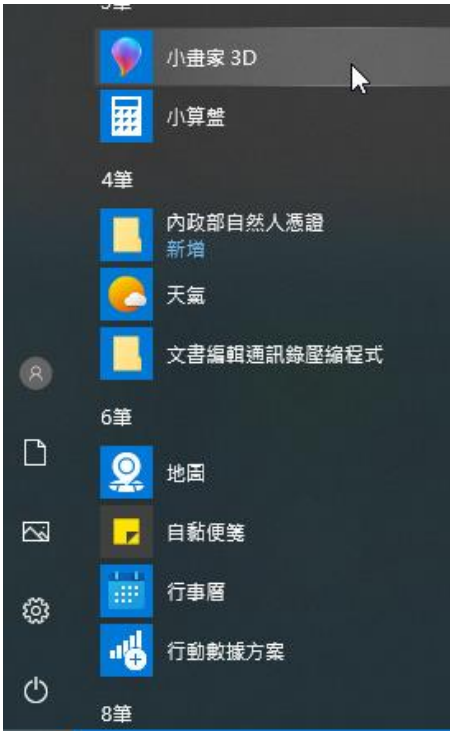 3筆
小畫家 3D
小算盤
4筆
內政部自然人憑證
新增
天氣
文書編輯通訊錄壓縮程式
6筆
地圖
自黏便箋
行事曆
行動數據方案
8筆